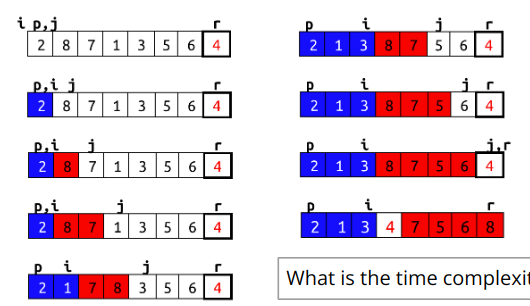 i p,j r
2 8 7 1 3 5 6 4
p,i j r
2 8 7 1 3 5 6 4
p,i j r
2 8 7 1 3 5 6 4
p,i j r
2 8 7 1 3 5 6 4
p i j r
2 1 7 8 3 5 6 4
p i j r
2 1 3 8 7 5 6 4
p i j r
2 1 3 8 7 5 6 4
p i j,r
2 1 3 8 7 5 6 4
p i r
2 1 3 4 7 5 6 8
What is the time